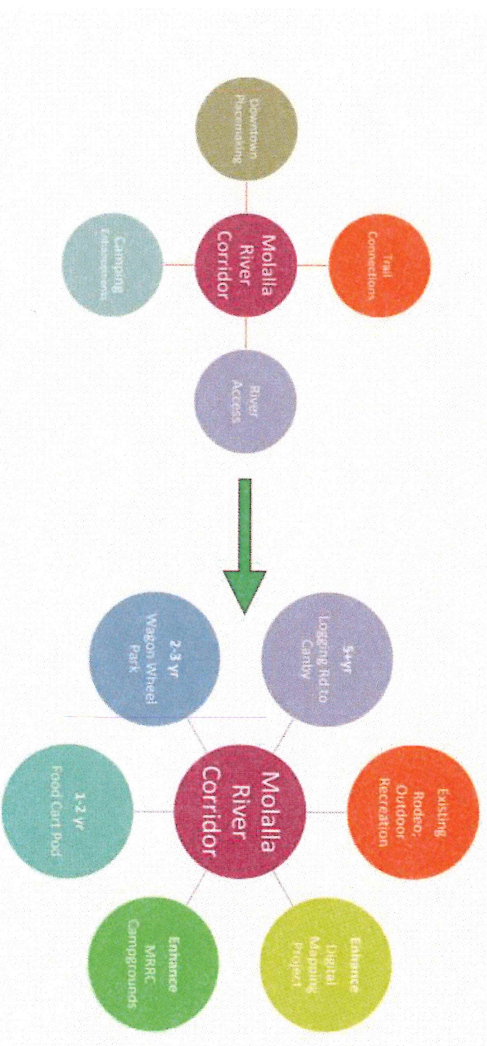 Trail
Connections
Downtown
Placemaking
Molalla
River
Corridor
River
Access
Camping
Enhancements
Existing
Rodeo;
Outdoor
Recreation
5+yr
Logging Rd to
Canby
Enhance
Digital
Mapping
Project
Molalla
River
Corridor
2-3 yr
Wagon Wheel
Park
Enhance
MRRC
Campgrounds
1-2 yr
Food Cart Pod